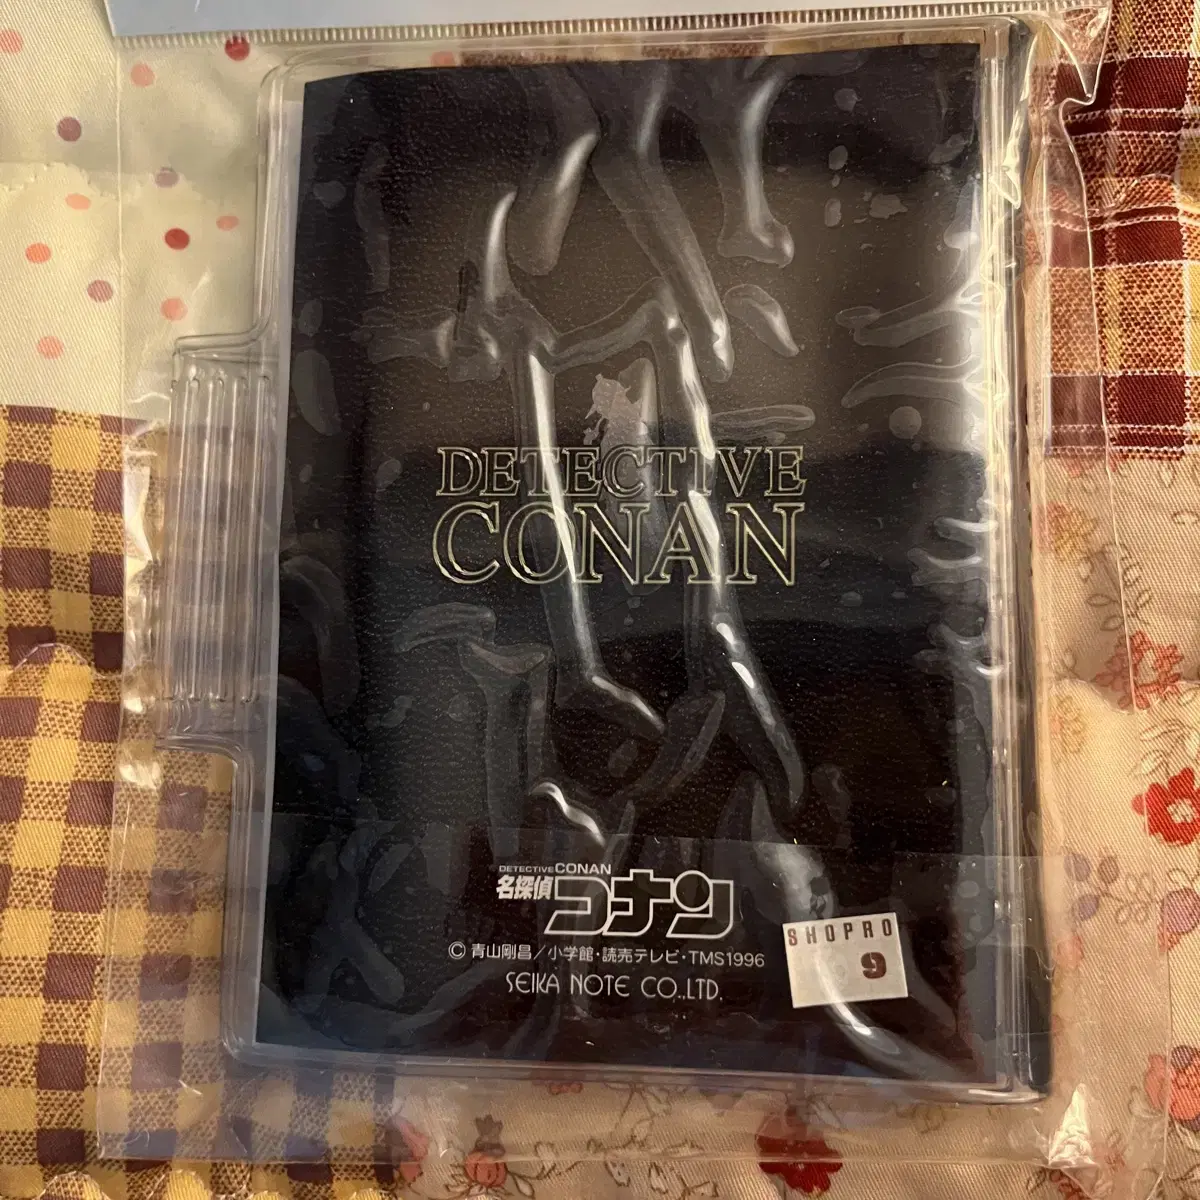 DETECTIVE
CONAN
DETECTIVE CONAN
名探偵コナン
© 青山剛昌／小学館・読売テレビ・TMS1996
SEIKA NOTE CO.,LTD.
SHOPRO
9